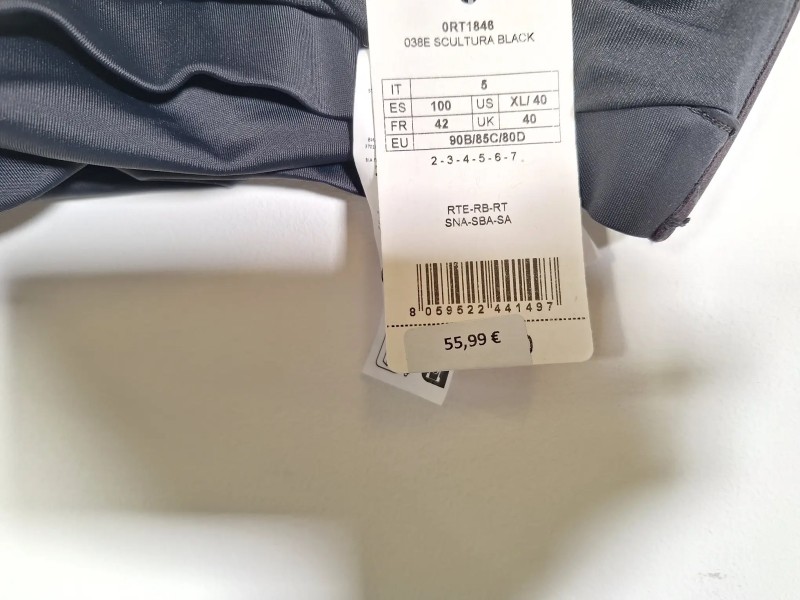 0RT1846
038E SCULTURA BLACK
IT 5
ES 100 US XL/ 40
FR 42 UK 40
EU 90B/85C/80D
2-3-4-5-6-7
RTE-RB-RT
SNA-SBA-SA
8 059522 441497
55,99 €